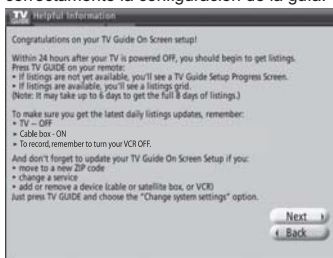 correctamente la configuración de la guía.
TV Helpful Information
Congratulations on your TV Guide On Screen setup!
Within 24 hours after your TV is powered OFF, you should begin to get listings.
Press TV GUIDE on your remote:
• If listings are not yet available, you'll see a TV Guide Setup Progress Screen.
• If listings are available, you'll see a listings grid.
(Note: It may take up to 6 days to get the full 8 days of listings.)
To make sure you get the latest daily listings updates, remember:
• TV – OFF
• Cable box - ON
• To record, remember to turn your VCR OFF.
And don't forget to update your TV Guide On Screen Setup if you:
• move to a new ZIP code
• change a service
• add or remove a device (cable or satellite box, or VCR)
Just press TV GUIDE and choose the "Change system settings" option.
Next
Back